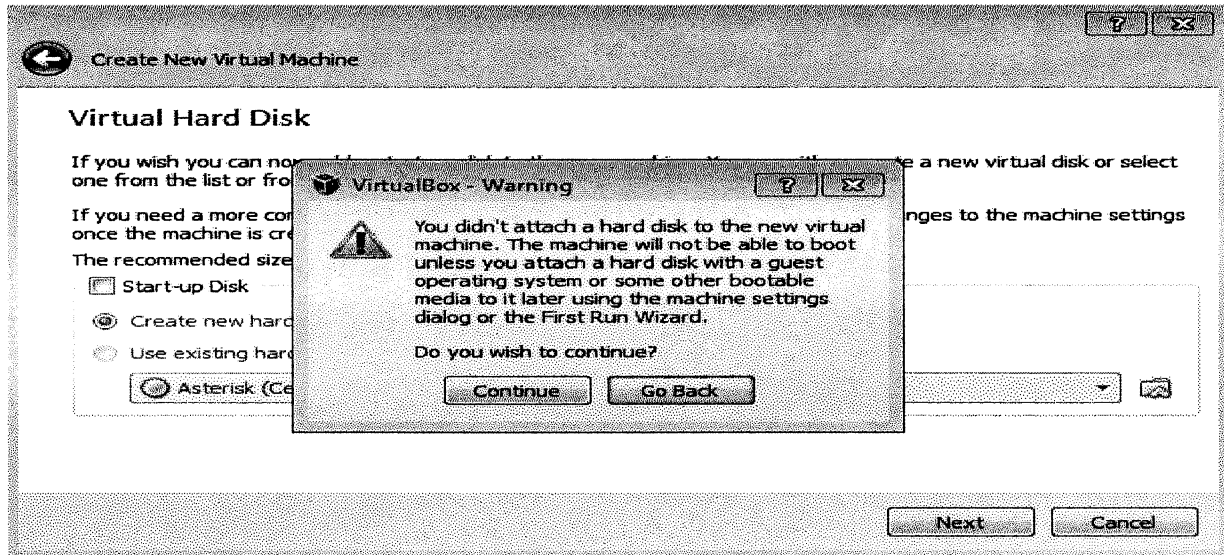 Create New Virtual Machine
Virtual Hard Disk
If you wish you can now e a new virtual disk or select
one from the list or fro
If you need a more cor nges to the machine settings
once the machine is cre
The recommended size
Start-up Disk
Create new hard
Use existing hard
Asterisk (Ce
VirtualBox - Warning
You didn't attach a hard disk to the new virtual
machine. The machine will not be able to boot
unless you attach a hard disk with a guest
operating system or some other bootable
media to it later using the machine settings
dialog or the First Run Wizard.
Do you wish to continue?
Continue Go Back
Next Cancel